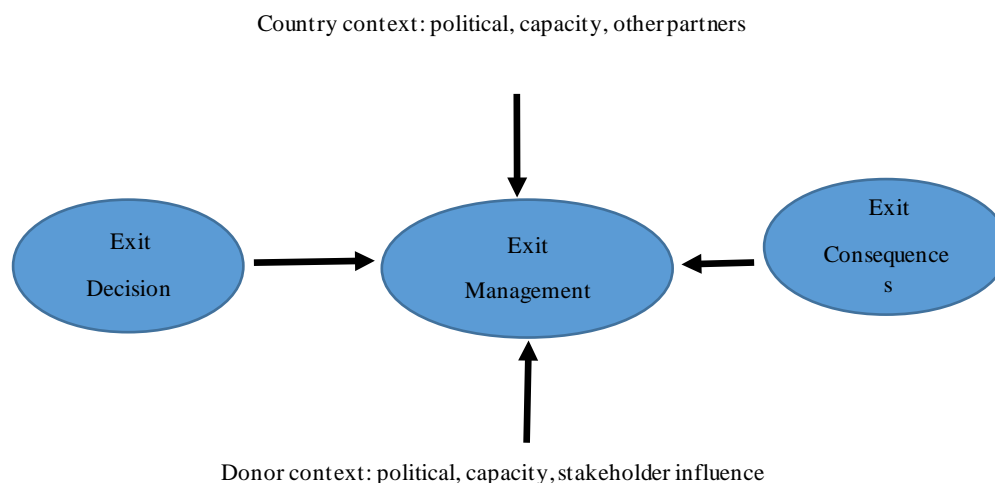 Country context: political, capacity, other partners
Exit
Decision
Exit
Management
Exit
Consequence
s
Donor context: political, capacity, stakeholder influence